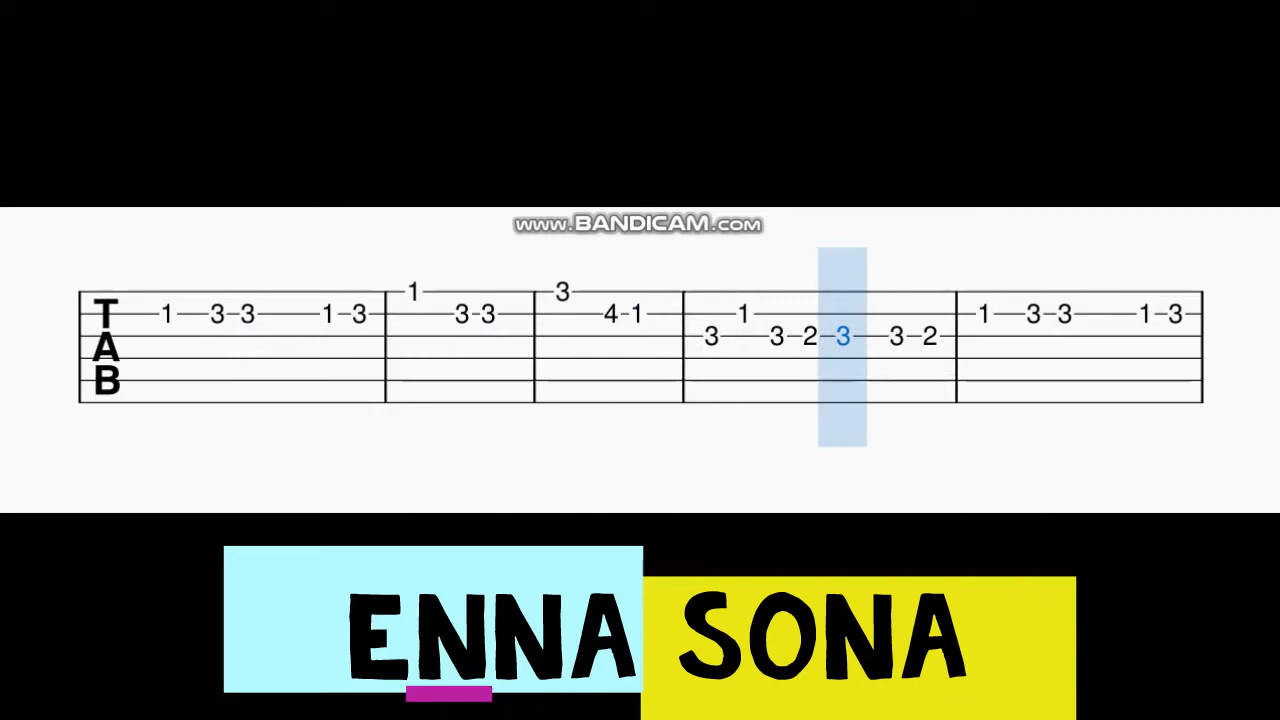 www.BANDICAM.com
1 3
T 1 3 3 1 3 3 3 4 1 1 1 3 3 1 3
A 3 3 2 3 3 2
B
ENNA SONA